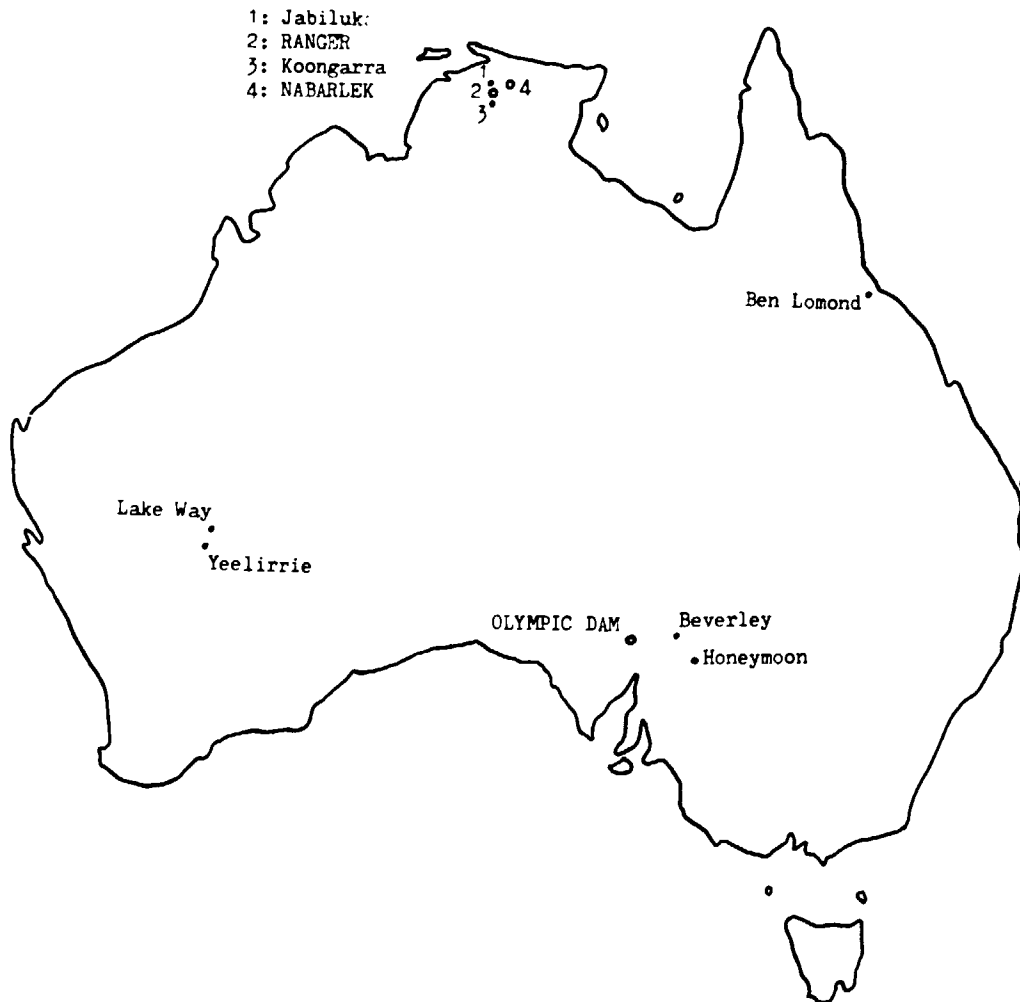 1: Jabiluk
2: RANGER
3: Koongarra
4: NABARLEK
1
2
4
3
Ben Lomond
Lake Way
Yeelirrie
OLYMPIC DAM
Beverley
Honeymoon